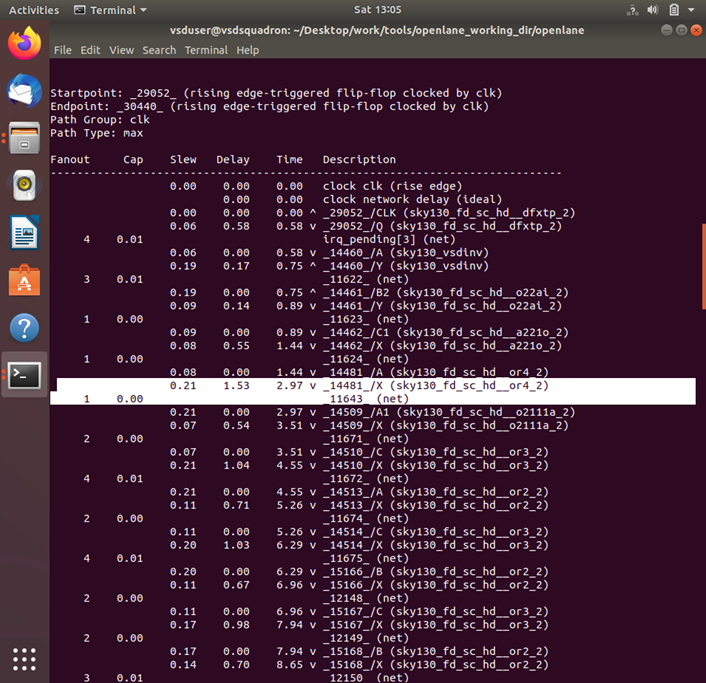 Activities Terminal Sat 13:05
vsduser@vsdsquadron: ~/Desktop/work/tools/openlane_working_dir/openlane
File Edit View Search Terminal Help
Startpoint: _29052_ (rising edge-triggered flip-flop clocked by clk)
Endpoint: _30440_ (rising edge-triggered flip-flop clocked by clk)
Path Group: clk
Path Type: max
Fanout Cap Slew Delay Time Description
-----------------------------------------------------------------------------
0.00 0.00 0.00 clock clk (rise edge)
0.00 0.00 clock network delay (ideal)
0.00 0.00 0.00 ^ _29052_/CLK (sky130_fd_sc_hd__dfxtp_2)
0.06 0.58 0.58 v _29052_/Q (sky130_fd_sc_hd__dfxtp_2)
4 0.01 irq_pending[3] (net)
0.06 0.00 0.58 v _14460_/A (sky130_vsdinv)
0.19 0.17 0.75 ^ _14460_/Y (sky130_vsdinv)
3 0.01 _11622_ (net)
0.19 0.00 0.75 ^ _14461_/B2 (sky130_fd_sc_hd__o22ai_2)
0.09 0.14 0.89 v _14461_/Y (sky130_fd_sc_hd__o22ai_2)
1 0.00 _11623_ (net)
0.09 0.00 0.89 v _14462_/C1 (sky130_fd_sc_hd__a221o_2)
0.08 0.55 1.44 v _14462_/X (sky130_fd_sc_hd__a221o_2)
1 0.00 _11624_ (net)
0.08 0.00 1.44 v _14481_/A (sky130_fd_sc_hd__or4_2)
0.21 1.53 2.97 v _14481_/X (sky130_fd_sc_hd__or4_2)
1 0.00 _11643_ (net)
0.21 0.00 2.97 v _14509_/A1 (sky130_fd_sc_hd__o2111a_2)
0.07 0.54 3.51 v _14509_/X (sky130_fd_sc_hd__o2111a_2)
2 0.00 _11671_ (net)
0.07 0.00 3.51 v _14510_/C (sky130_fd_sc_hd__or3_2)
0.21 1.04 4.55 v _14510_/X (sky130_fd_sc_hd__or3_2)
4 0.01 _11672_ (net)
0.21 0.00 4.55 v _14513_/A (sky130_fd_sc_hd__or2_2)
0.11 0.71 5.26 v _14513_/X (sky130_fd_sc_hd__or2_2)
2 0.00 _11674_ (net)
0.11 0.00 5.26 v _14514_/C (sky130_fd_sc_hd__or3_2)
0.20 1.03 6.29 v _14514_/X (sky130_fd_sc_hd__or3_2)
4 0.01 _11675_ (net)
0.20 0.00 6.29 v _15166_/B (sky130_fd_sc_hd__or2_2)
0.11 0.67 6.96 v _15166_/X (sky130_fd_sc_hd__or2_2)
2 0.00 _12148_ (net)
0.11 0.00 6.96 v _15167_/C (sky130_fd_sc_hd__or3_2)
0.17 0.98 7.94 v _15167_/X (sky130_fd_sc_hd__or3_2)
2 0.00 _12149_ (net)
0.17 0.00 7.94 v _15168_/B (sky130_fd_sc_hd__or2_2)
0.14 0.70 8.65 v _15168_/X (sky130_fd_sc_hd__or2_2)
3 0.01 _12150_ (net)